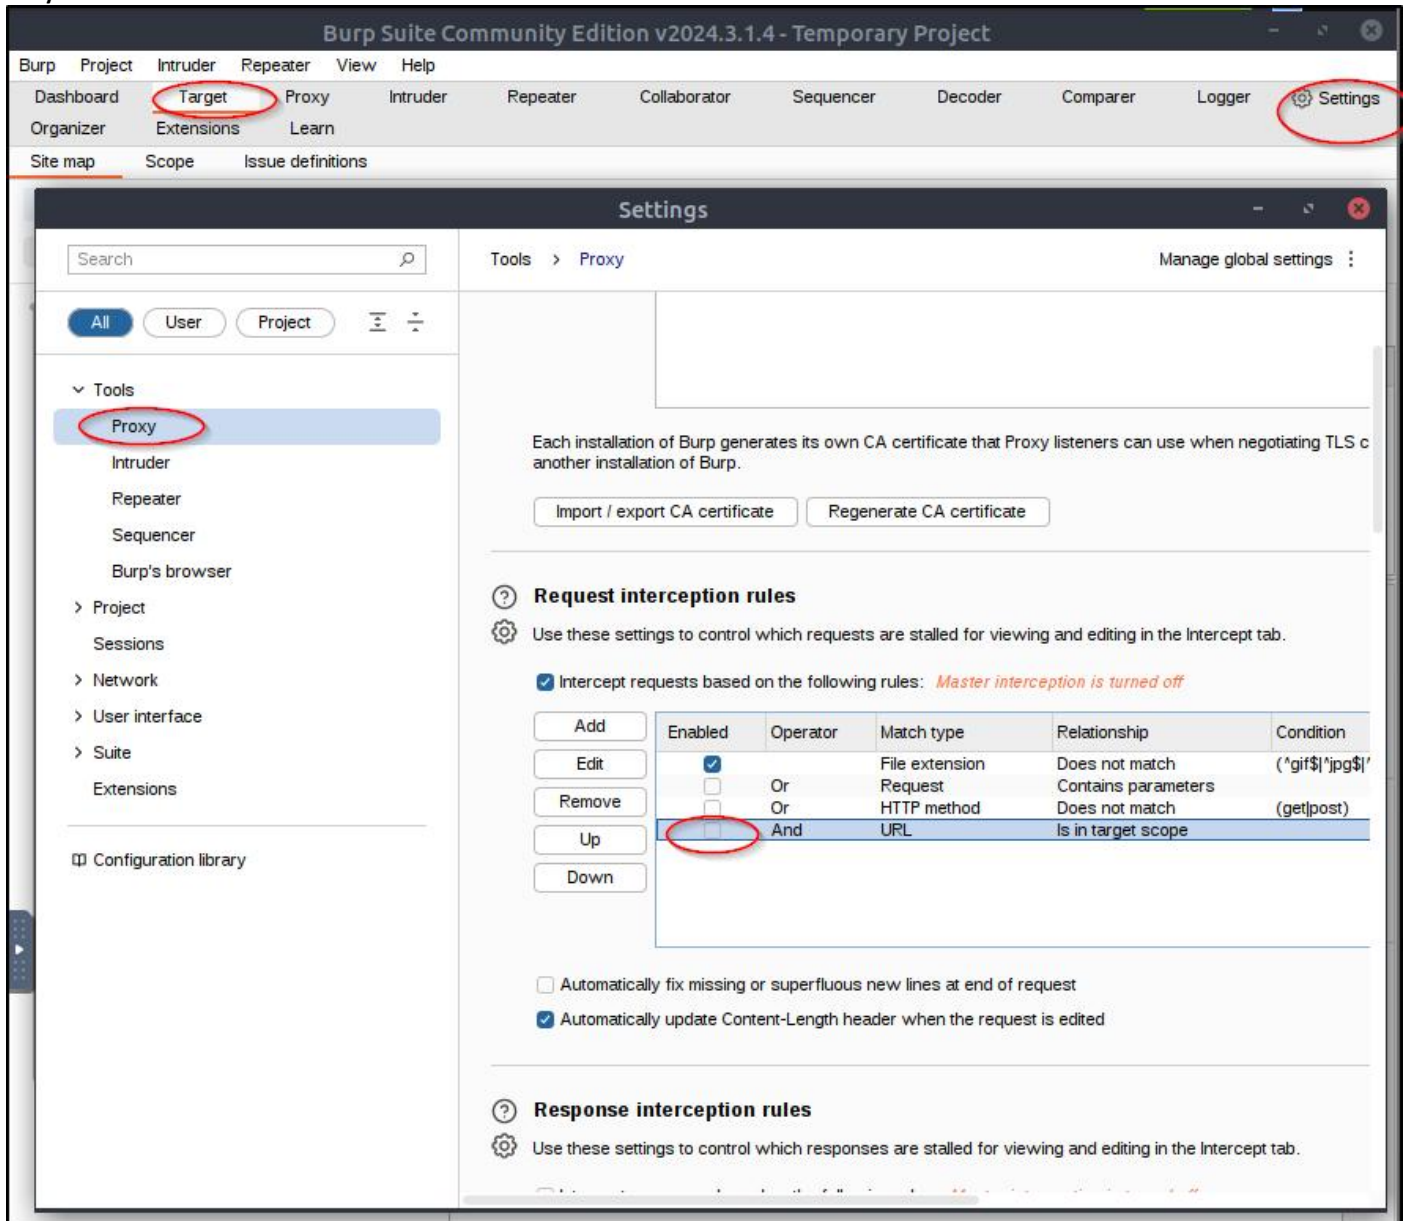 Burp Suite Community Edition v2024.3.1.4 - Temporary Project
Burp Project Intruder Repeater View Help
Dashboard Target Proxy Intruder Repeater Collaborator Sequencer Decoder Comparer Logger Settings
Organizer Extensions Learn
Site map Scope Issue definitions
Settings
Search
Tools > Proxy
Manage global settings
All User Project
Tools
Proxy
Intruder
Repeater
Sequencer
Burp's browser
Project
Sessions
Network
User interface
Suite
Extensions
Configuration library
Each installation of Burp generates its own CA certificate that Proxy listeners can use when negotiating TLS c
another installation of Burp.
Import / export CA certificate Regenerate CA certificate
Request interception rules
Use these settings to control which requests are stalled for viewing and editing in the Intercept tab.
Intercept requests based on the following rules: Master interception is turned off
Add
Edit
Remove
Up
Down
Enabled Operator Match type Relationship Condition
File extension Does not match (^gif$|^jpg$|^
Or Request Contains parameters
Or HTTP method Does not match (get|post)
And URL Is in target scope
Automatically fix missing or superfluous new lines at end of request
Automatically update Content-Length header when the request is edited
Response interception rules
Use these settings to control which responses are stalled for viewing and editing in the Intercept tab.